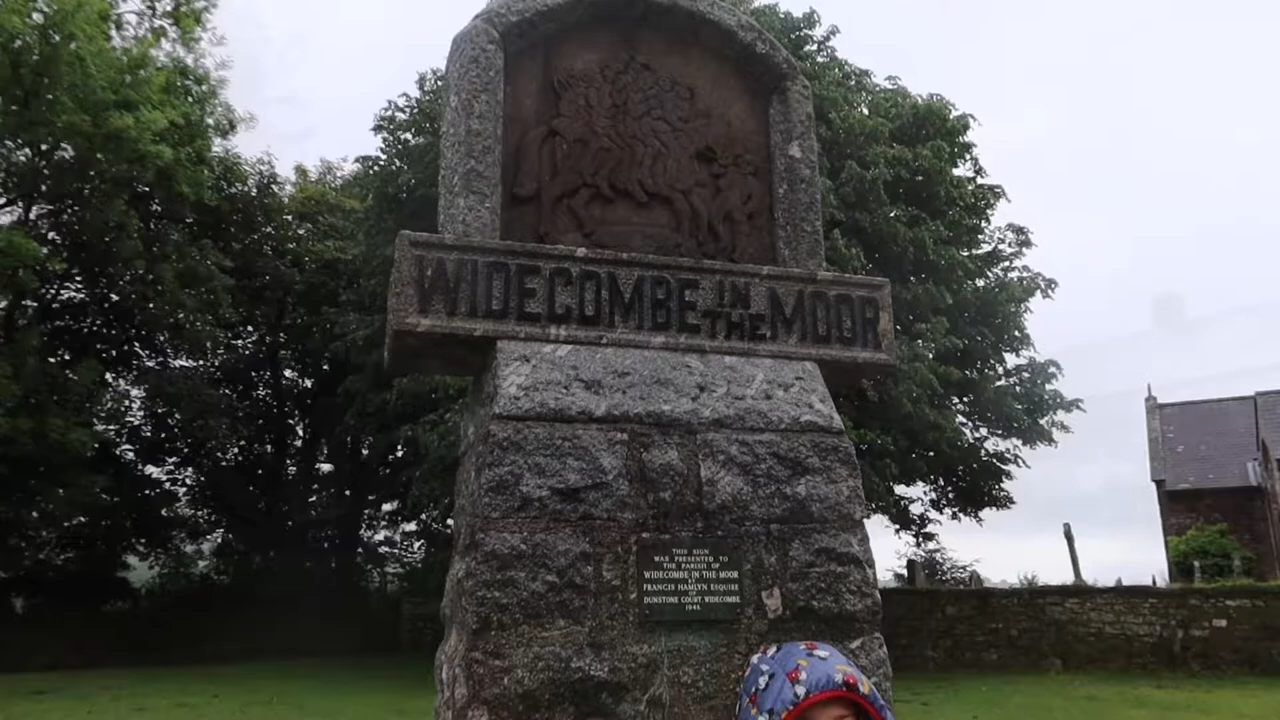 WIDECOMBE IN THE MOOR
THIS SIGN
WAS PRESENTED TO
THE PARISH OF
WIDECOMBE-IN-THE-MOOR
BY
FRANCIS HAMLYN ESQUIRE
OF
DUNSTONE COURT, WIDECOMBE
1948